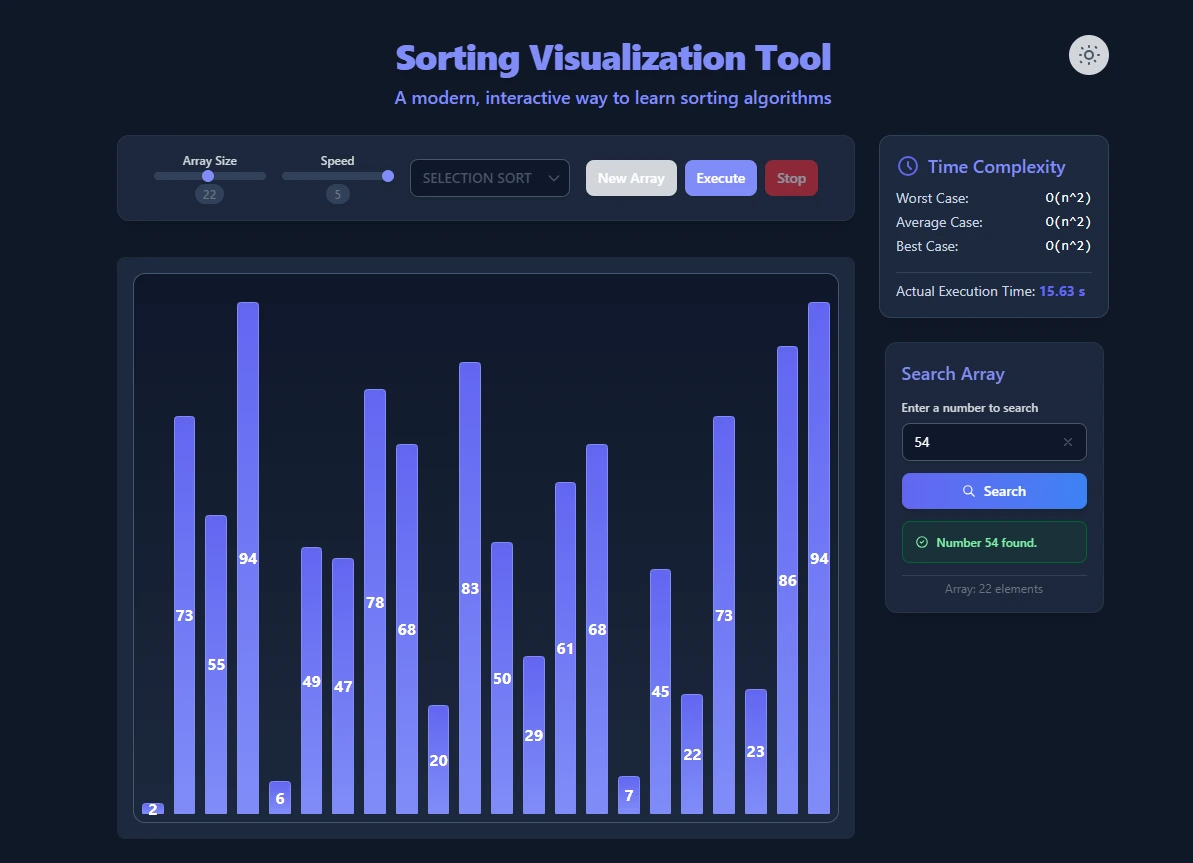 Sorting Visualization Tool
A modern, interactive way to learn sorting algorithms
Array Size
22
Speed
5
SELECTION SORT
New Array
Execute
Stop
2
73
55
94
6
49
47
78
68
20
83
50
29
61
68
7
45
22
73
23
86
94
Time Complexity
Worst Case: O(n^2)
Average Case: O(n^2)
Best Case: O(n^2)
Actual Execution Time: 15.63 s
Search Array
Enter a number to search
54
Search
Number 54 found.
Array: 22 elements